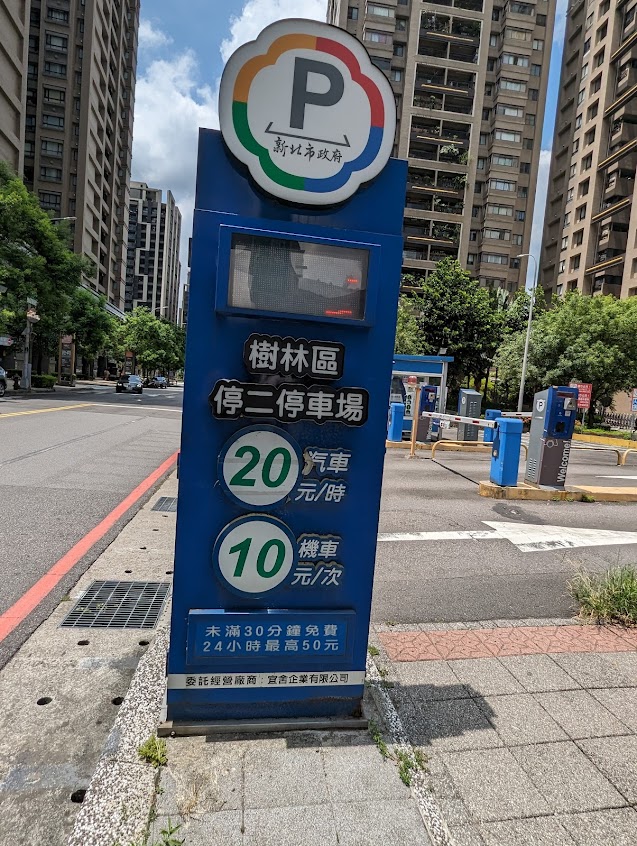 P
新北市政府
樹林區
停二停車場
20 汽車
元/時
10 機車
元/次
未滿30分鐘免費
24小時最高50元
委託經營廠商：宜舍企業有限公司
P
Welcome!